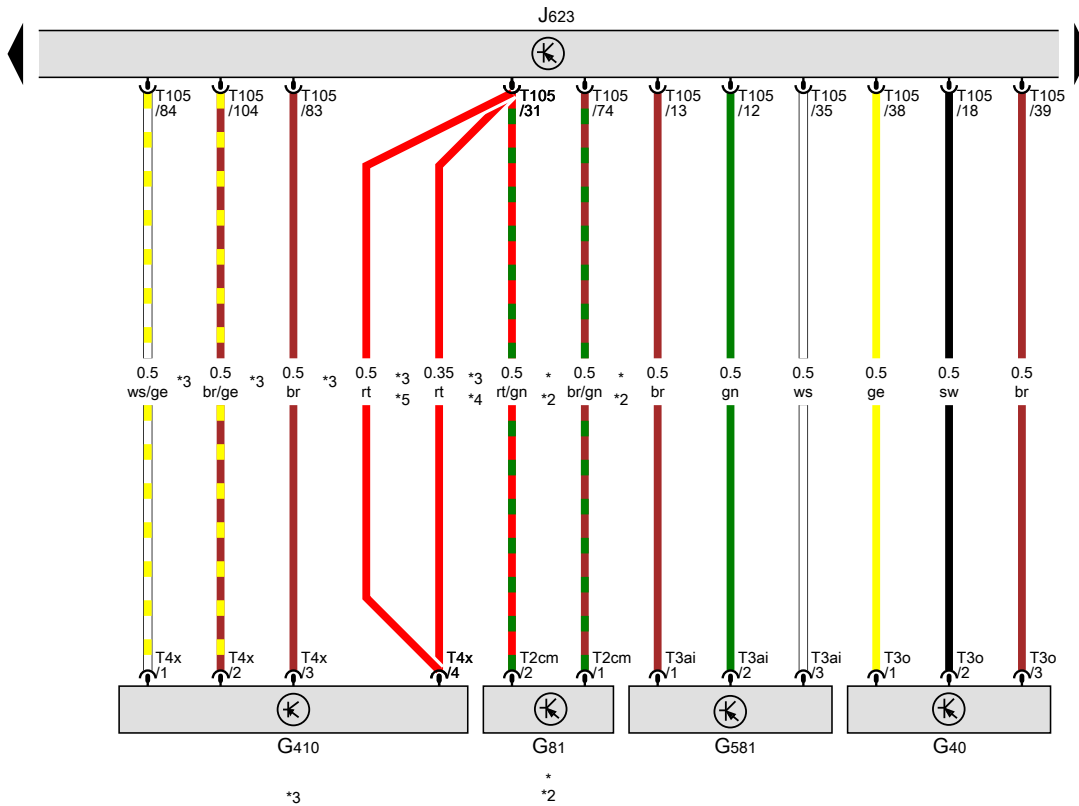 J623
T105 T105 T105 T105 T105 T105 T105 T105 T105 T105 T105
/84 /104 /83 /31 /74 /13 /12 /35 /38 /18 /39
0.5 0.5 0.5 0.5 *3 0.35 *3 0.5 * 0.5 * 0.5 0.5 0.5 0.5 0.5 0.5
ws/ge *3 br/ge *3 br *3 rt *5 rt *4 rt/gn *2 br/gn *2 br gn ws ge sw br
T4x T4x T4x T4x T2cm T2cm T3ai T3ai T3ai T3o T3o T3o
/1 /2 /3 /4 /2 /1 /1 /2 /3 /1 /2 /3
G410 G81 G581 G40
*
*3 *2